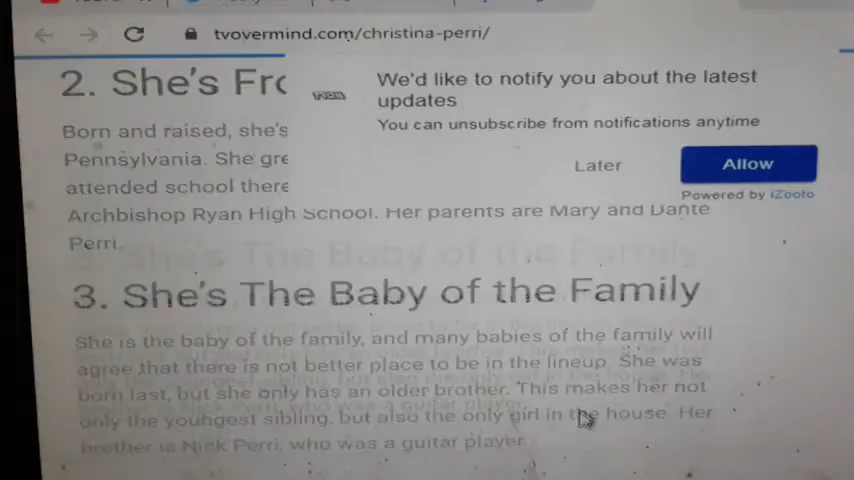 tvovermind.com/christina-perri/
2. She's Fro
We'd like to notify you about the latest
updates
You can unsubscribe from notifications anytime
Later
Allow
Powered by iZooto
Born and raised, she's
Pennsylvania. She gre
attended school there
Archbishop Ryan High School. Her parents are Mary and Dante
Perri.
3. She's The Baby of the Family
She is the baby of the family, and many babies of the family will
agree that there is not better place to be in the lineup. She was
born last, but she only has an older brother. This makes her not
only the youngest sibling, but also the only girl in the house. Her
brother is Nick Perri, who was a guitar player.